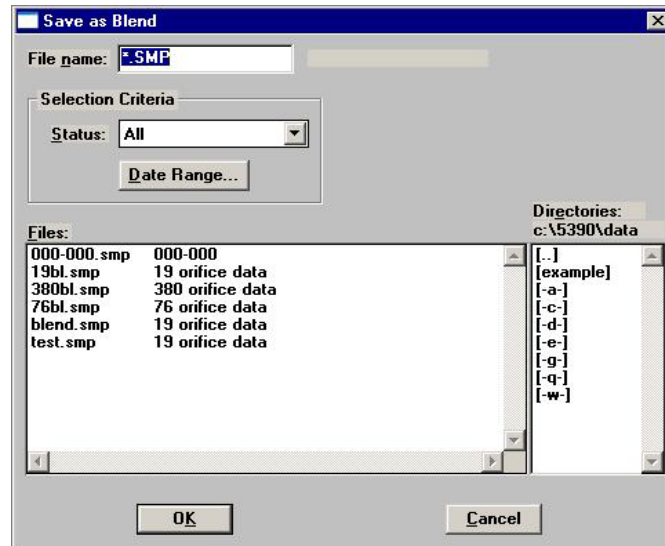 Save as Blend
File name: *.SMP
Selection Criteria
Status: All
Date Range...
Directories:
c:\5390\data
Files:
000-000.smp 000-000
19bl.smp 19 orifice data
380bl.smp 380 orifice data
76bl.smp 76 orifice data
blend.smp 19 orifice data
test.smp 19 orifice data
[..]
[example]
[-a-]
[-c-]
[-d-]
[-e-]
[-g-]
[-q-]
[-w-]
OK
Cancel